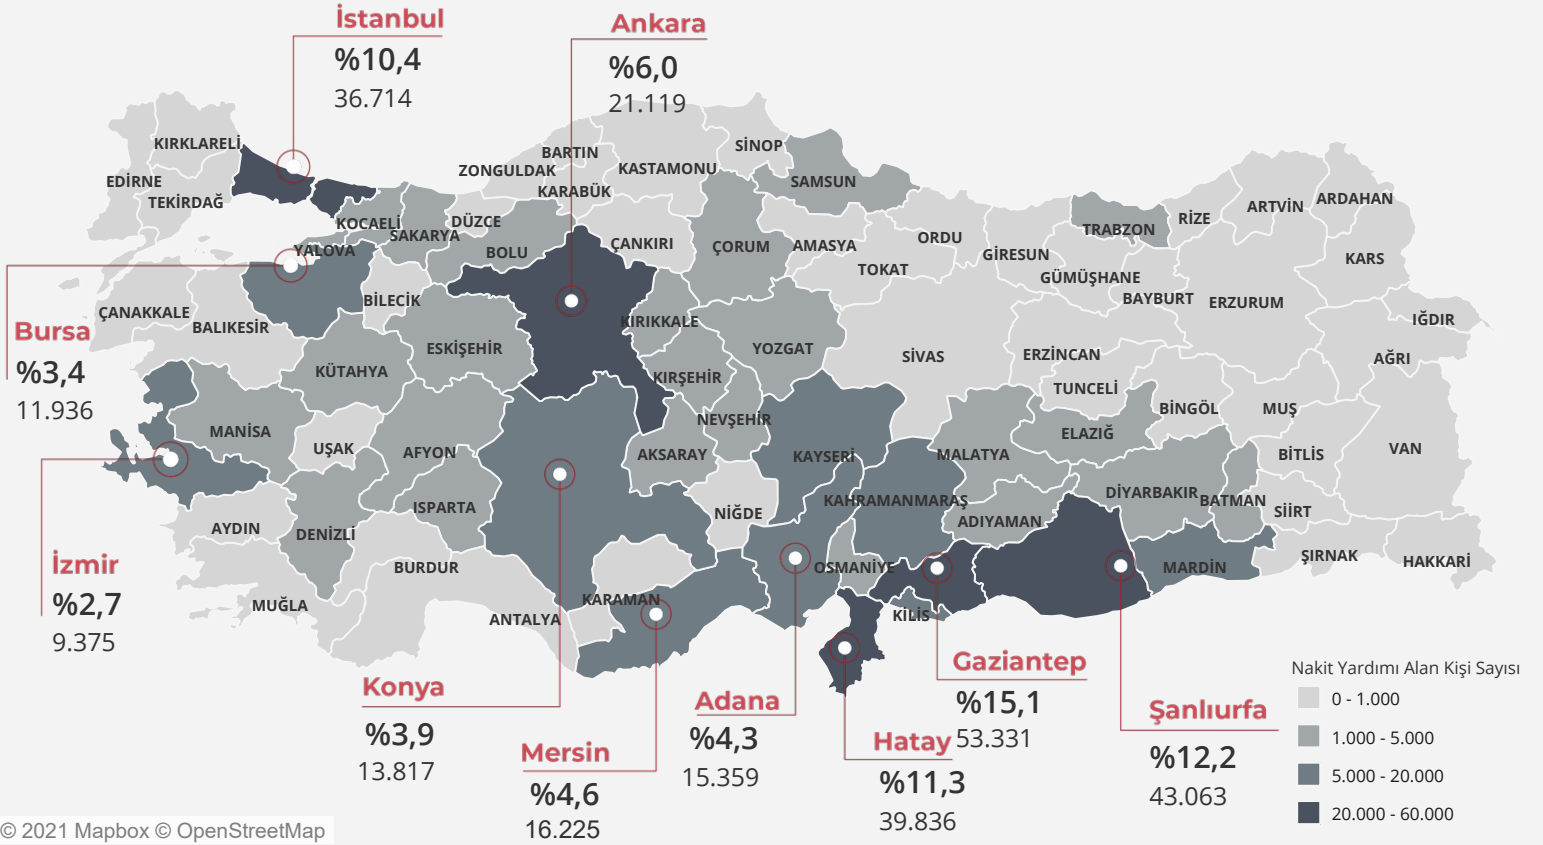 İstanbul
%10,4
36.714
Ankara
%6,0
21.119
KIRKLARELİ
EDİRNE
TEKİRDAĞ
BARTIN
ZONGULDAK
KARABÜK
KASTAMONU
SİNOP
SAMSUN
KOCAELİ
SAKARYA
DÜZCE
YALOVA
BOLU
ÇANKIRI
ÇORUM
AMASYA
TOKAT
ORDU
GİRESUN
TRABZON
RİZE
ARTVİN
ARDAHAN
KARS
GÜMÜŞHANE
BAYBURT
ERZURUM
IĞDIR
AĞRI
BİLECİK
ÇANAKKALE
BALIKESİR
Bursa
%3,4
11.936
KÜTAHYA
ESKİŞEHİR
KIRIKKALE
KIRŞEHİR
YOZGAT
SİVAS
ERZİNCAN
TUNCELİ
BİNGÖL
MUŞ
BİTLİS
VAN
MANİSA
UŞAK
AFYON
NEVŞEHİR
AKSARAY
KAYSERİ
MALATYA
ELAZIĞ
DİYARBAKIR
BATMAN
SİİRT
ŞIRNAK
HAKKARİ
MARDİN
AYDIN
DENİZLİ
ISPARTA
BURDUR
MUĞLA
ANTALYA
KARAMAN
NİĞDE
KAHRAMANMARAŞ
ADIYAMAN
OSMANİYE
KİLİS
İzmir
%2,7
9.375
Konya
%3,9
13.817
Mersin
%4,6
16.225
Adana
%4,3
15.359
Hatay
%11,3
39.836
Gaziantep
%15,1
53.331
Şanlıurfa
%12,2
43.063
Nakit Yardımı Alan Kişi Sayısı
0 - 1.000
1.000 - 5.000
5.000 - 20.000
20.000 - 60.000
© 2021 Mapbox © OpenStreetMap